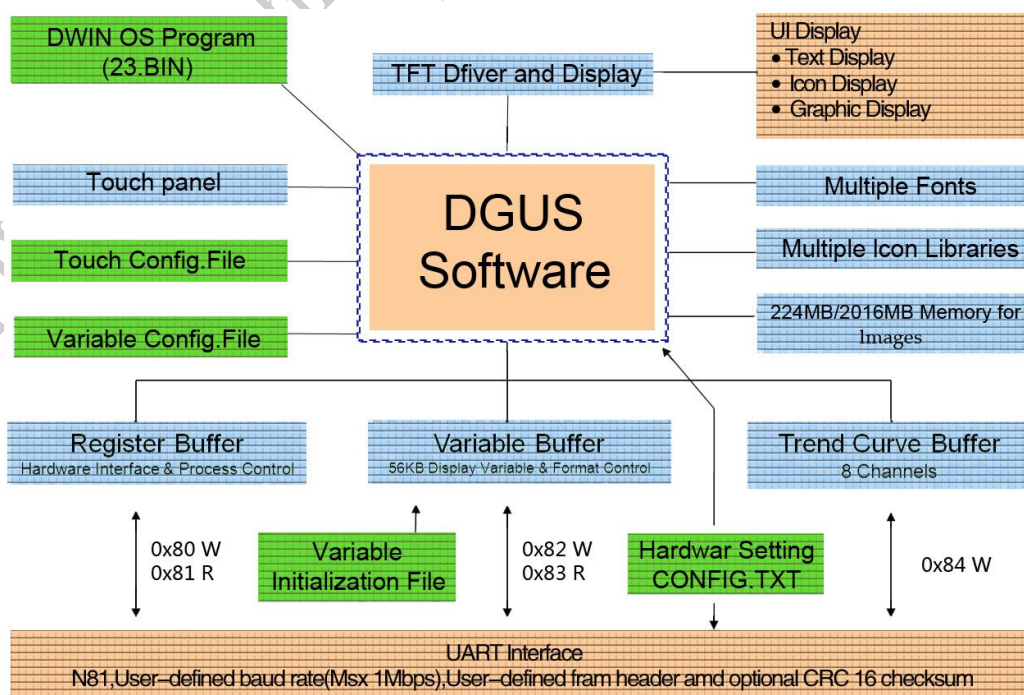 DWIN OS Program
(23.BIN)
TFT Dfiver and Display
UI Display
• Text Display
• Icon Display
• Graphic Display
Touch panel
Touch Config.File
Variable Config.File
DGUS
Software
Multiple Fonts
Multiple Icon Libraries
224MB/2016MB Memory for
Images
Register Buffer
Hardware Interface & Process Control
Variable Buffer
56KB Display Variable & Format Control
Trend Curve Buffer
8 Channels
0x80 W
0x81 R
Variable
Initialization File
0x82 W
0x83 R
Hardwar Setting
CONFIG.TXT
0x84 W
UART Interface
N81,User–defined baud rate(Msx 1Mbps),User–defined fram header amd optional CRC 16 checksum